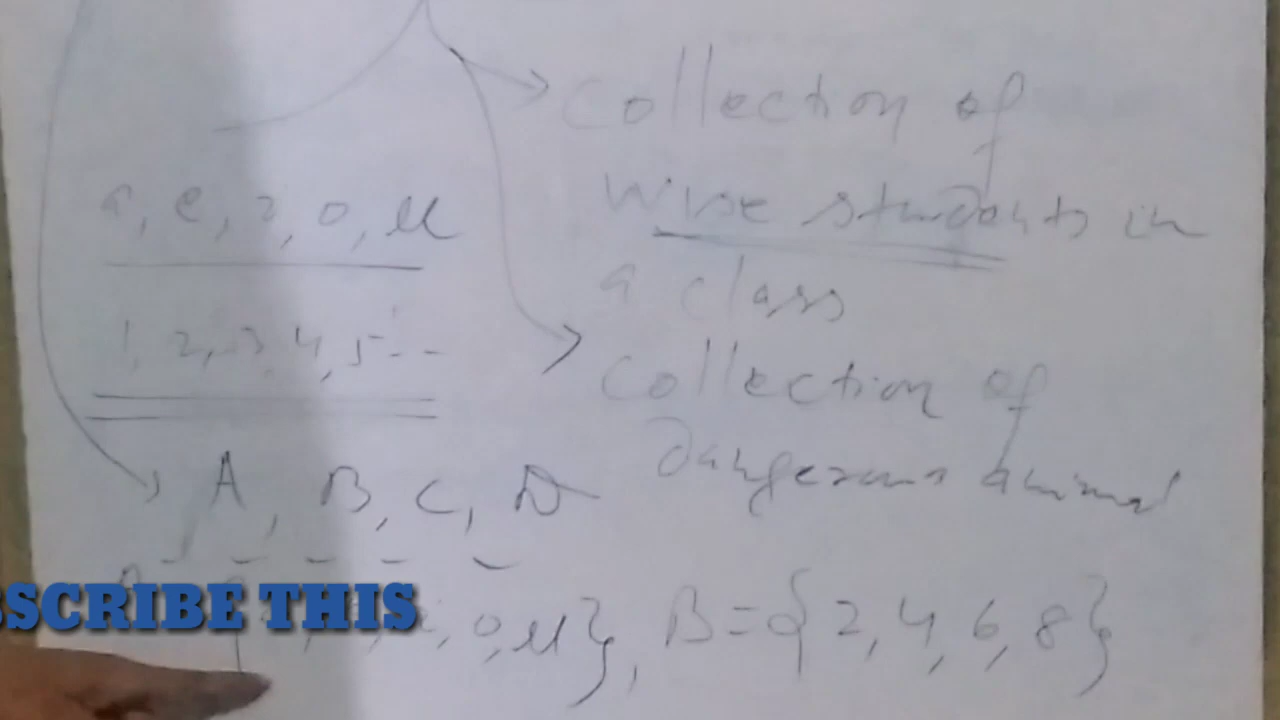 Collection of
wise students in
a class
a, e, i, o, u
1, 2, 3, 4, 5 - -
Collection of
Dangerous animal
A, B, C, D
o, u}, B = {2, 4, 6, 8}
SCRIBE THIS